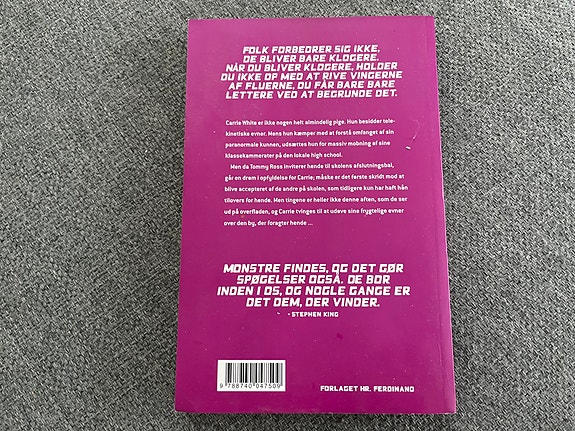 FOLK FORBEDRER SIG IKKE,
DE BLIVER BARE KLOGERE.
NÅR DU BLIVER KLOGERE, HOLDER
DU IKKE OP MED AT RIVE VINGERNE
AF FLUERNE, DU FÅR BARE BARE
LETTERE VED AT BEGRUNDE DET.
Carrie White er ikke nogen helt almindelig pige. Hun besidder tele-
kinetiske evner. Mens hun kæmper med at forstå omfanget af sin
paranormale kunnen, udsættes hun for massiv mobning af sine
klassekammerater på den lokale high school.
Men da Tommy Ross inviterer hende til skolens afslutningsbal,
går en drøm i opfyldelse for Carrie; måske er det første skridt mod at
blive accepteret af de andre på skolen, som tidligere kun har haft hån
tilovers for hende. Men tingene er heller ikke denne aften, som de ser
ud på overfladen, og Carrie tvinges til at udøve sine frygtelige evner
over den by, der foragter hende ...
MONSTRE FINDES, OG DET GØR
SPØGELSER OGSÅ. DE BOR
INDEN I OS, OG NOGLE GANGE ER
DET DEM, DER VINDER.
- STEPHEN KING
9 788740 047509
FORLAGET HR. FERDINAND